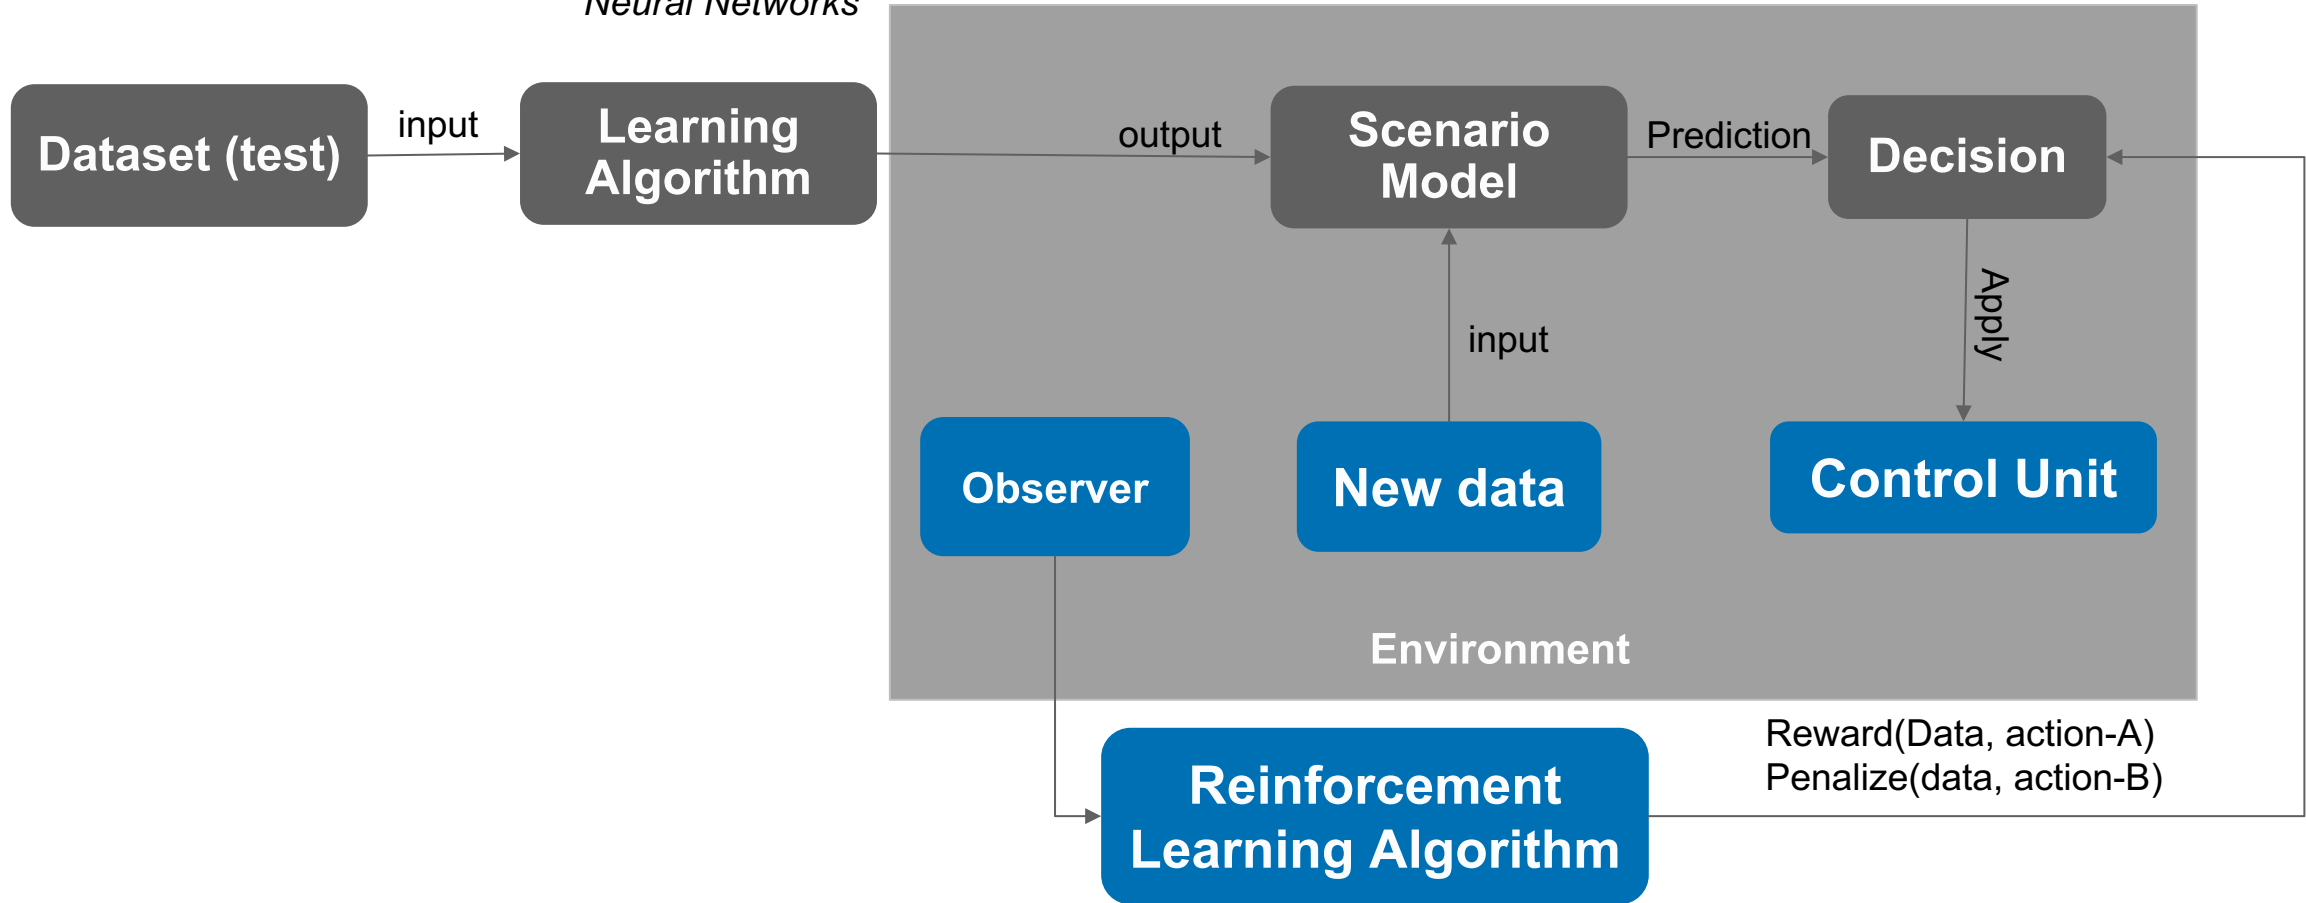 Neural Networks
Dataset (test)
input
Learning
Algorithm
output
Scenario
Model
Prediction
Decision
Apply
input
Observer
New data
Control Unit
Environment
Reinforcement
Learning Algorithm
Reward(Data, action-A)
Penalize(data, action-B)